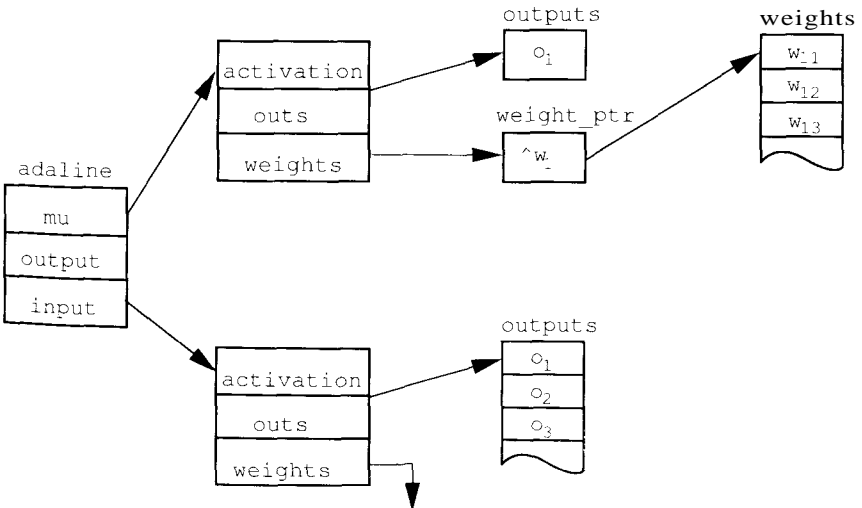 outputs
weights
activation
outs
weights
o₁
weight_ptr
^w
w₁₁
w₁₂
w₁₃
adaline
mu
output
input
activation
outs
weights
outputs
o₁
o₂
o₃